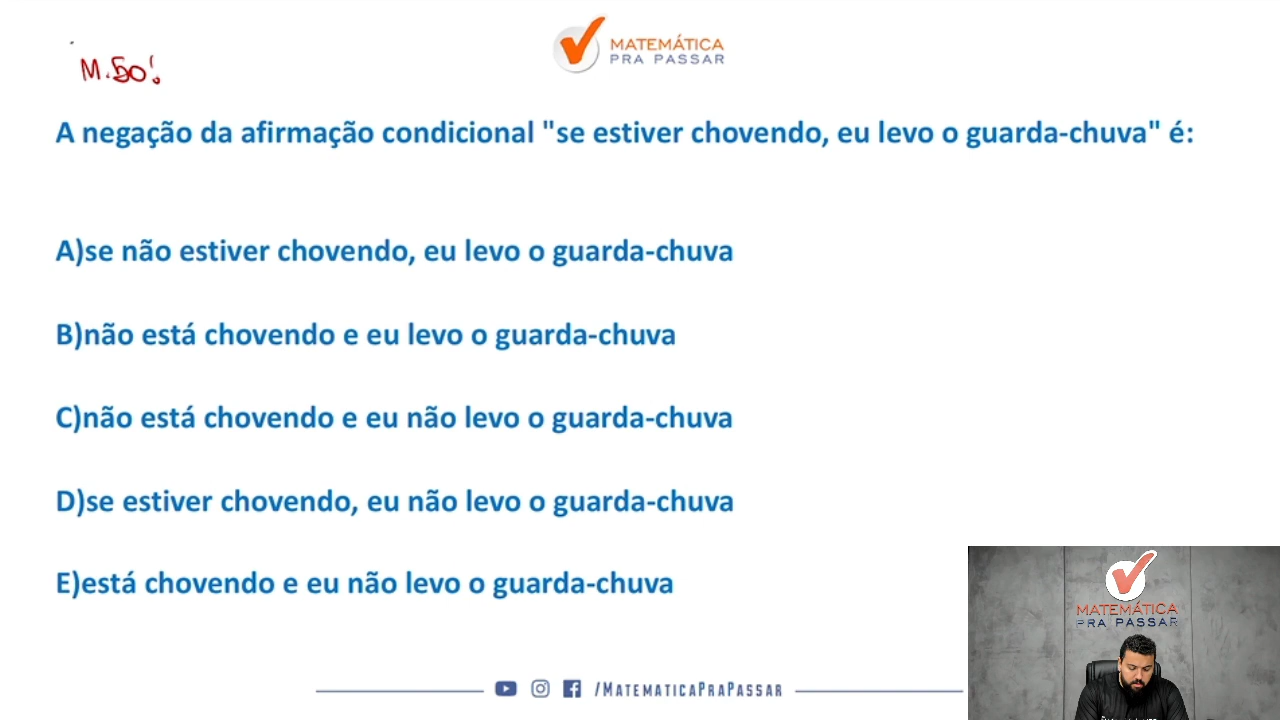 MATEMÁTICA
PRA PASSAR
M.50!
A negação da afirmação condicional "se estiver chovendo, eu levo o guarda-chuva" é:
A)se não estiver chovendo, eu levo o guarda-chuva
B)não está chovendo e eu levo o guarda-chuva
C)não está chovendo e eu não levo o guarda-chuva
D)se estiver chovendo, eu não levo o guarda-chuva
E)está chovendo e eu não levo o guarda-chuva
MATEMÁTICA
PRA PASSAR
/MATEMATICAPRAPASSAR